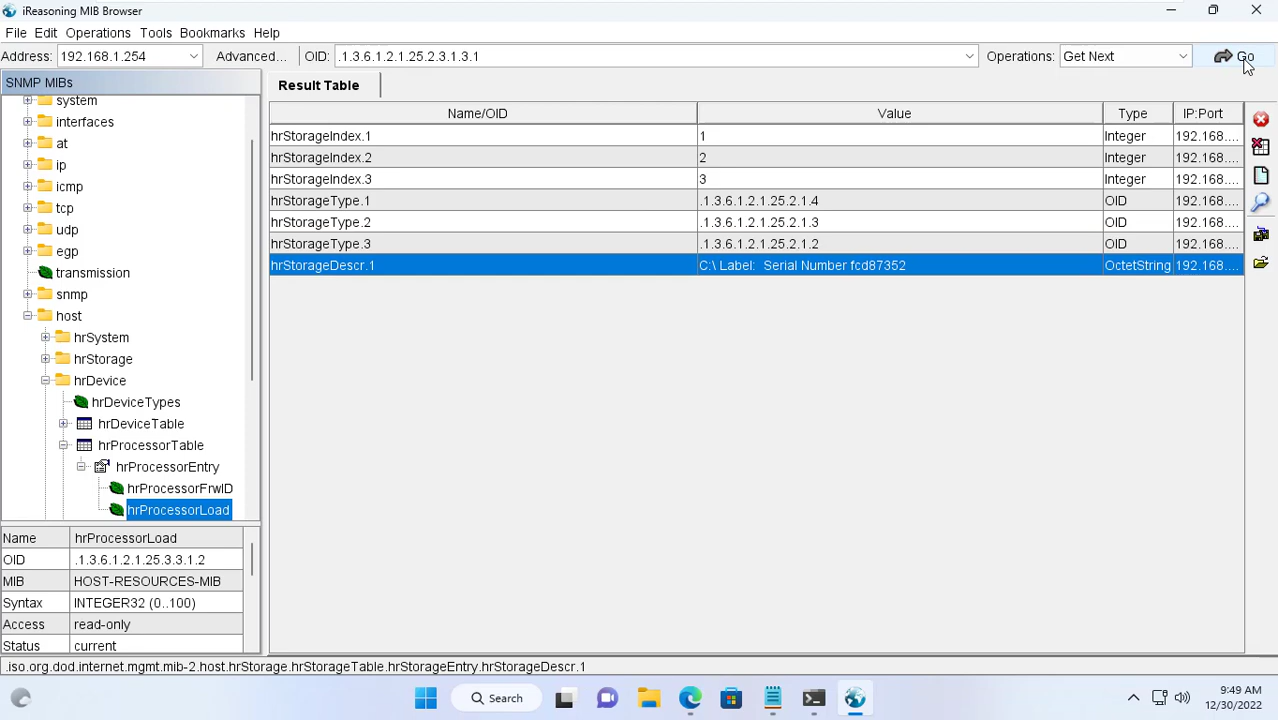 iReasoning MIB Browser
File Edit Operations Tools Bookmarks Help
Address: 192.168.1.254 Advanced... OID: .1.3.6.1.2.1.25.2.3.1.3.1 Operations: Get Next Go
SNMP MIBs
system
interfaces
at
ip
icmp
tcp
udp
egp
transmission
snmp
host
hrSystem
hrStorage
hrDevice
hrDeviceTypes
hrDeviceTable
hrProcessorTable
hrProcessorEntry
hrProcessorFrwID
hrProcessorLoad
Name hrProcessorLoad
OID .1.3.6.1.2.1.25.3.3.1.2
MIB HOST-RESOURCES-MIB
Syntax INTEGER32 (0..100)
Access read-only
Status current
Result Table
Name/OID Value Type IP:Port
hrStorageIndex.1 1 Integer 192.168....
hrStorageIndex.2 2 Integer 192.168....
hrStorageIndex.3 3 Integer 192.168....
hrStorageType.1 .1.3.6.1.2.1.25.2.1.4 OID 192.168....
hrStorageType.2 .1.3.6.1.2.1.25.2.1.3 OID 192.168....
hrStorageType.3 .1.3.6.1.2.1.25.2.1.2 OID 192.168....
hrStorageDescr.1 C:\ Label:  Serial Number fcd87352 OctetString 192.168....
.iso.org.dod.internet.mgmt.mib-2.host.hrStorage.hrStorageTable.hrStorageEntry.hrStorageDescr.1
Search
9:49 AM
12/30/2022